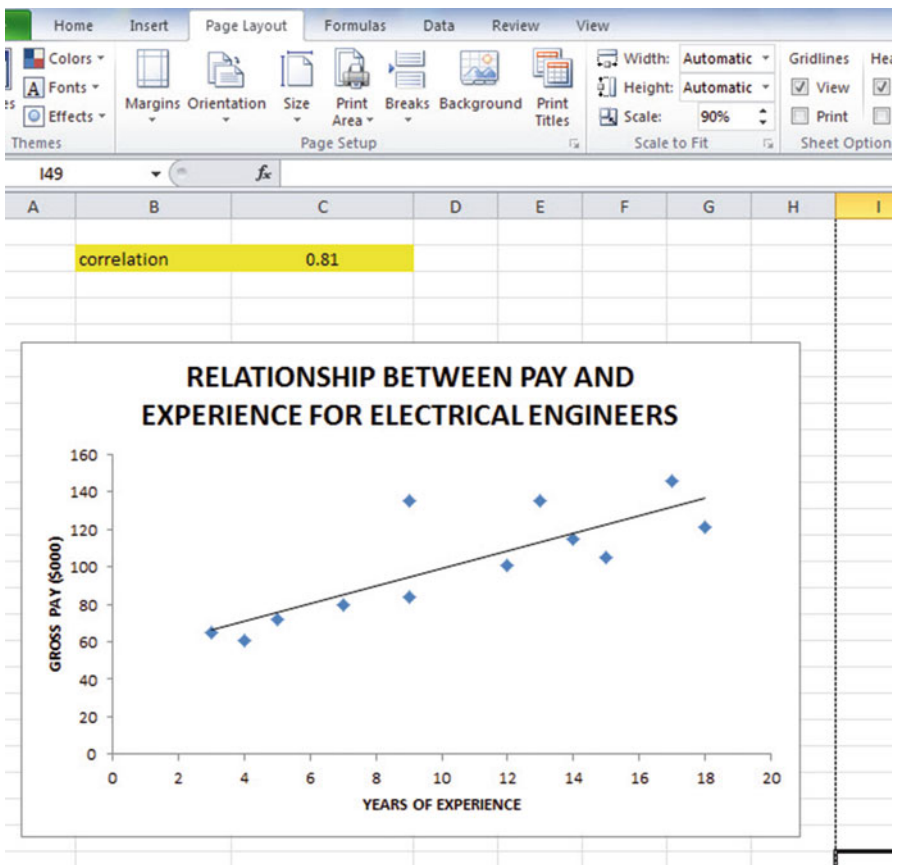 Home Insert Page Layout Formulas Data Review View
Colors
Fonts
Effects
Themes
Margins Orientation Size Print Area Breaks Background Print Titles
Page Setup
Width: Automatic
Height: Automatic
Scale: 90%
Scale to Fit
Gridlines
View
Print
Sheet Option
I49 fx
A B C D E F G H I
correlation 0.81
RELATIONSHIP BETWEEN PAY AND
EXPERIENCE FOR ELECTRICAL ENGINEERS
GROSS PAY ($000)
160
140
120
100
80
60
40
20
0
0 2 4 6 8 10 12 14 16 18 20
YEARS OF EXPERIENCE